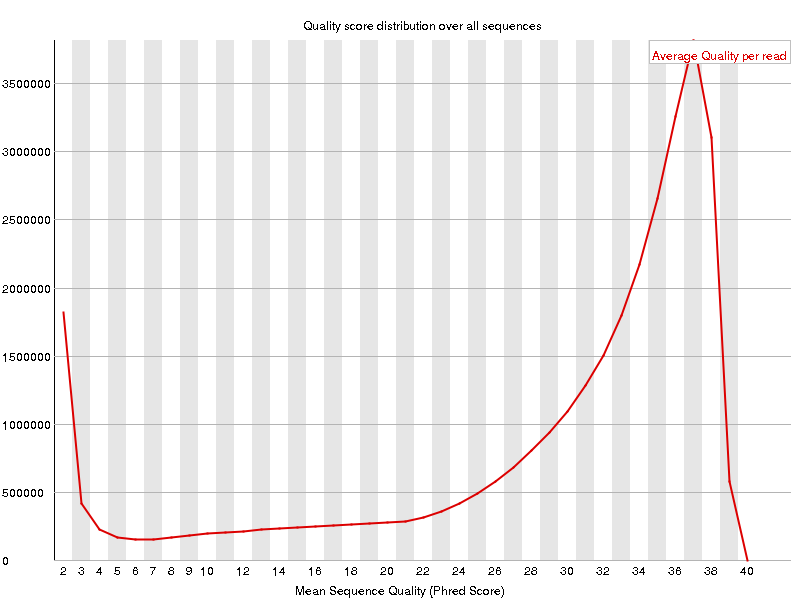 Quality score distribution over all sequences
Average Quality per read
3500000
3000000
2500000
2000000
1500000
1000000
500000
0
2 3 4 5 6 7 8 9 10 12 14 16 18 20 22 24 26 28 30 32 34 36 38 40
Mean Sequence Quality (Phred Score)